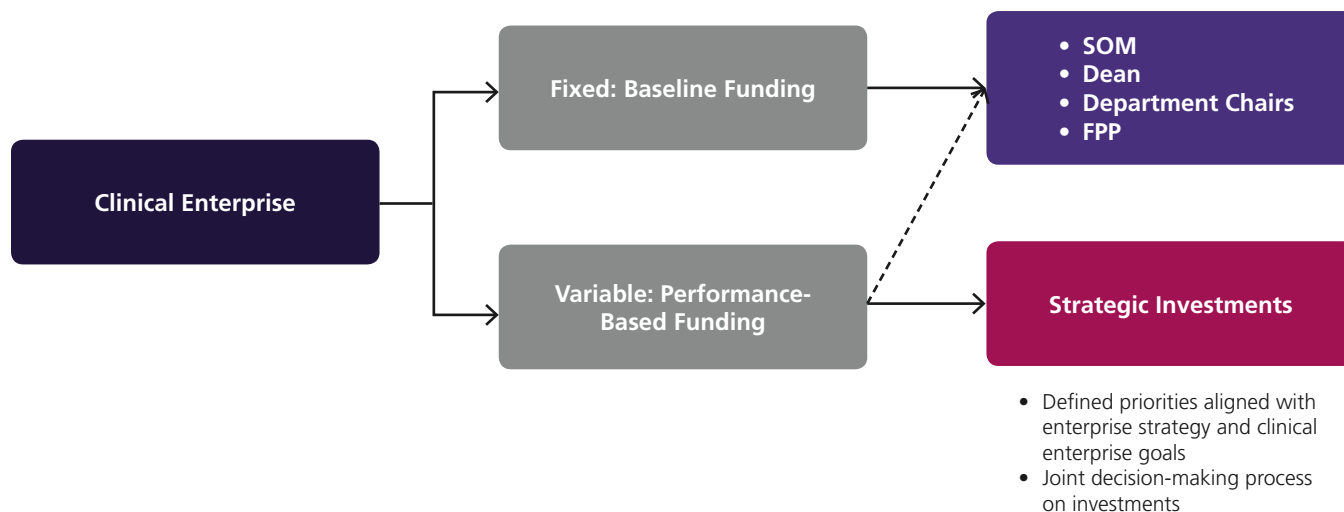 Clinical Enterprise
Fixed: Baseline Funding
Variable: Performance-
Based Funding
• SOM
• Dean
• Department Chairs
• FPP
Strategic Investments
• Defined priorities aligned with
enterprise strategy and clinical
enterprise goals
• Joint decision-making process
on investments